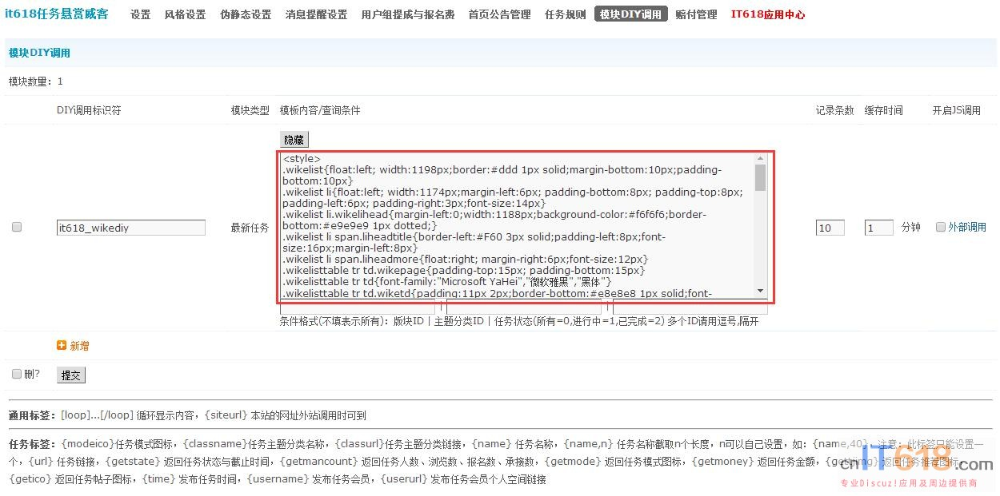 it618任务悬赏威客 设置 风格设置 伪静态设置 消息提醒设置 用户组提成与报名费 首页公告管理 任务规则 模块DIY调用 赔付管理 IT618应用中心
模块DIY调用
模块数量：1
DIY调用标识符 模块类型 模板内容/查询条件 记录条数 缓存时间 开启JS调用
隐藏
<style>
.wikelist{float:left; width:1198px;border:#ddd 1px solid;margin-bottom:10px;padding-
bottom:10px}
.wikelist li{float:left; width:1174px;margin-left:6px; padding-bottom:8px; padding-top:8px;
padding-left:6px; padding-right:3px;font-size:14px}
.wikelist li.wikelihead{margin-left:0;width:1188px;background-color:#f6f6f6;border-
bottom:#e9e9e9 1px dotted;}
it618_wikediy 最新任务 10 1 分钟 外部调用
.wikelist li span.liheadtitle{border-left:#F60 3px solid;padding-left:8px;font-
size:16px;margin-left:8px}
.wikelist li span.liheadmore{float:right; margin-right:6px;font-size:12px}
.wikelisttable tr td.wikepage{padding-top:15px; padding-bottom:15px}
.wikelisttable tr td{font-family:"Microsoft YaHei","微软雅黑","黑体"}
.wikelisttable tr td.wiketd{padding:11px 2px;border-bottom:#e8e8e8 1px solid;font-
| |
条件格式(不填表示所有)：版块ID | 主题分类ID | 任务状态(所有=0,进行中=1,已完成=2) 多个ID请用逗号,隔开
新增
删? 提交
通用标签：[loop]...[/loop] 循环显示内容，{siteurl} 本站的网址外站调用时可到
任务标签：{modeico}任务模式图标，{classname}任务主题分类名称，{classurl}任务主题分类链接，{name} 任务名称，{name,n} 任务名称截取n个长度，n可以自己设置，如：{name,40}，注意：此标签只能设置一
个，{url} 任务链接，{getstate} 返回任务状态与截止时间，{getmancount} 返回任务人数、浏览数、报名数、承接数，{getmode} 返回任务模式图标，{getmoney} 返回任务金额，{getjimg} 返回任务推荐图标，
{getico} 返回任务帖子图标，{time} 发布任务时间，{username} 发布任务会员，{userurl} 发布任务会员个人空间链接
cnIT618.com
专业Discuz!应用及周边提供商